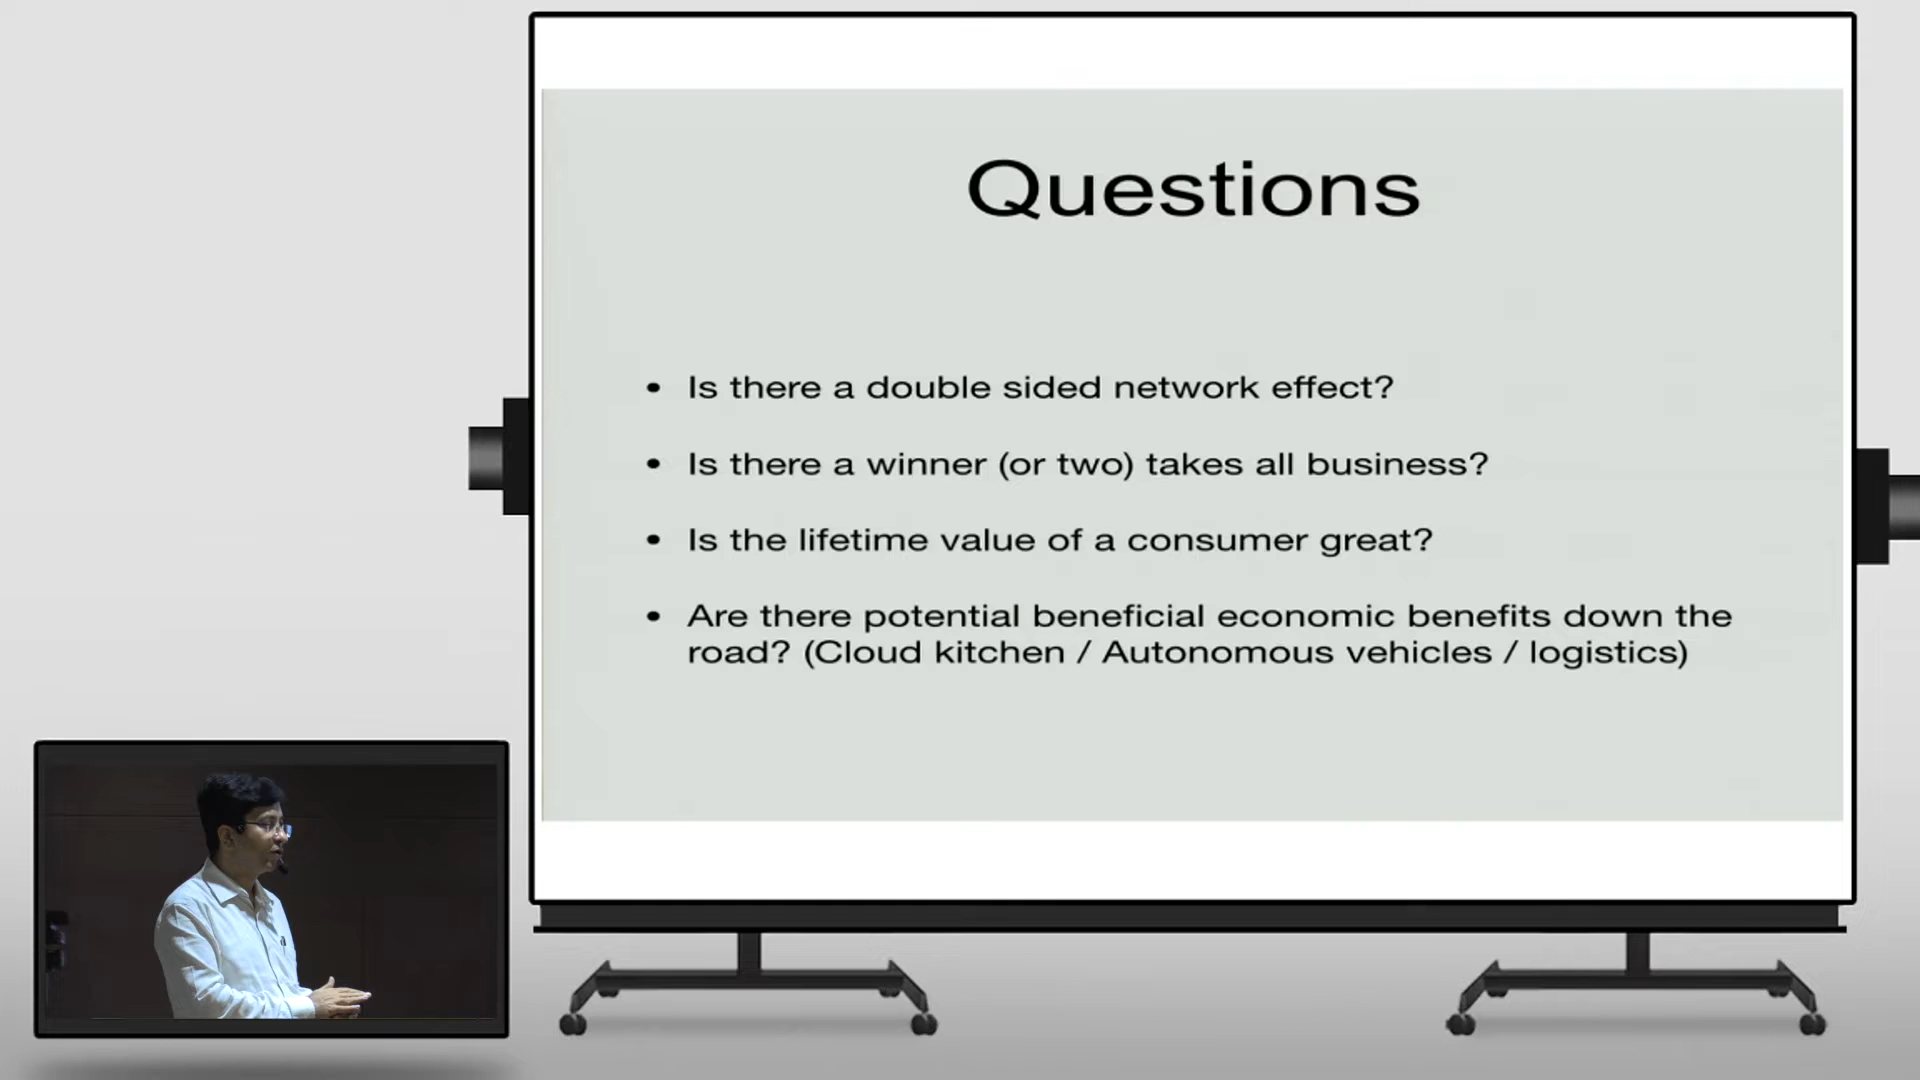 Questions
• Is there a double sided network effect?
• Is there a winner (or two) takes all business?
• Is the lifetime value of a consumer great?
• Are there potential beneficial economic benefits down the
road? (Cloud kitchen / Autonomous vehicles / logistics)